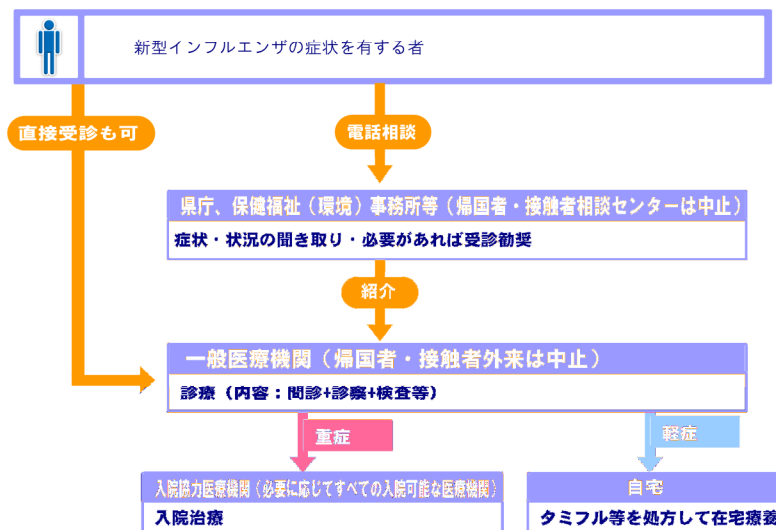 新型インフルエンザの症状を有する者
直接受診も可
電話相談
県庁、保健福祉（環境）事務所等（帰国者・接触者相談センターは中止）
症状・状況の聞き取り・必要があれば受診勧奨
紹介
一般医療機関（帰国者・接触者外来は中止）
診療（内容：問診+診察+検査等）
重症
軽症
入院協力医療機関（必要に応じてすべての入院可能な医療機関）
自宅
入院治療
タミフル等を処方して在宅療養